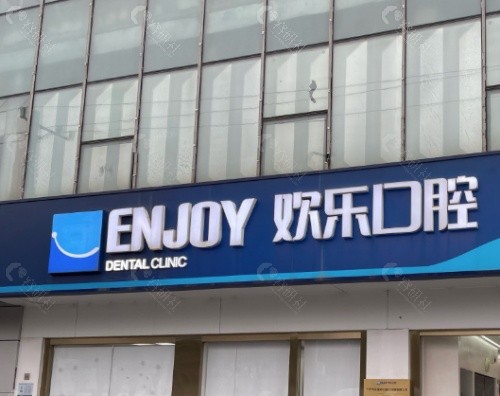 ENJOY 欢乐口腔
DENTAL CLINIC